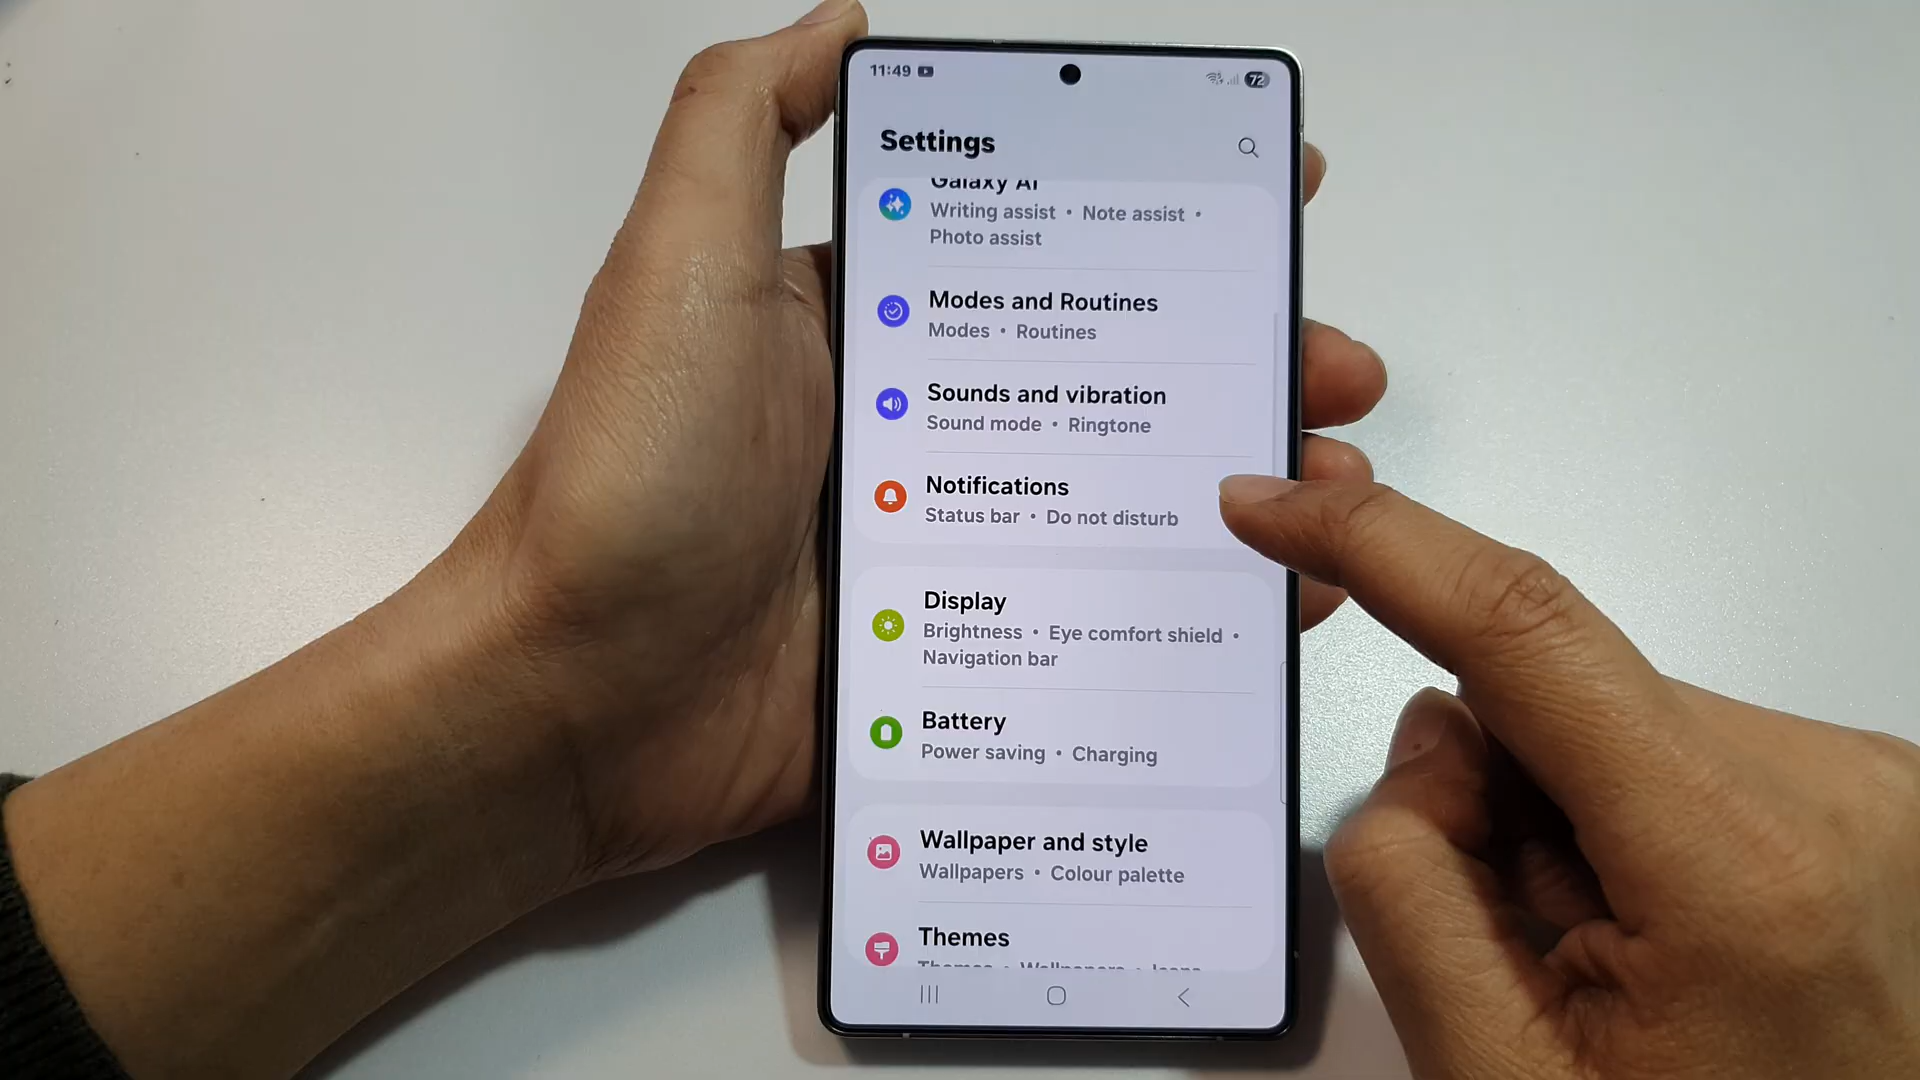 11:49
72
Settings
Galaxy AI
Writing assist • Note assist •
Photo assist
Modes and Routines
Modes • Routines
Sounds and vibration
Sound mode • Ringtone
Notifications
Status bar • Do not disturb
Display
Brightness • Eye comfort shield •
Navigation bar
Battery
Power saving • Charging
Wallpaper and style
Wallpapers • Colour palette
Themes
Themes • Wallpapers • Icons